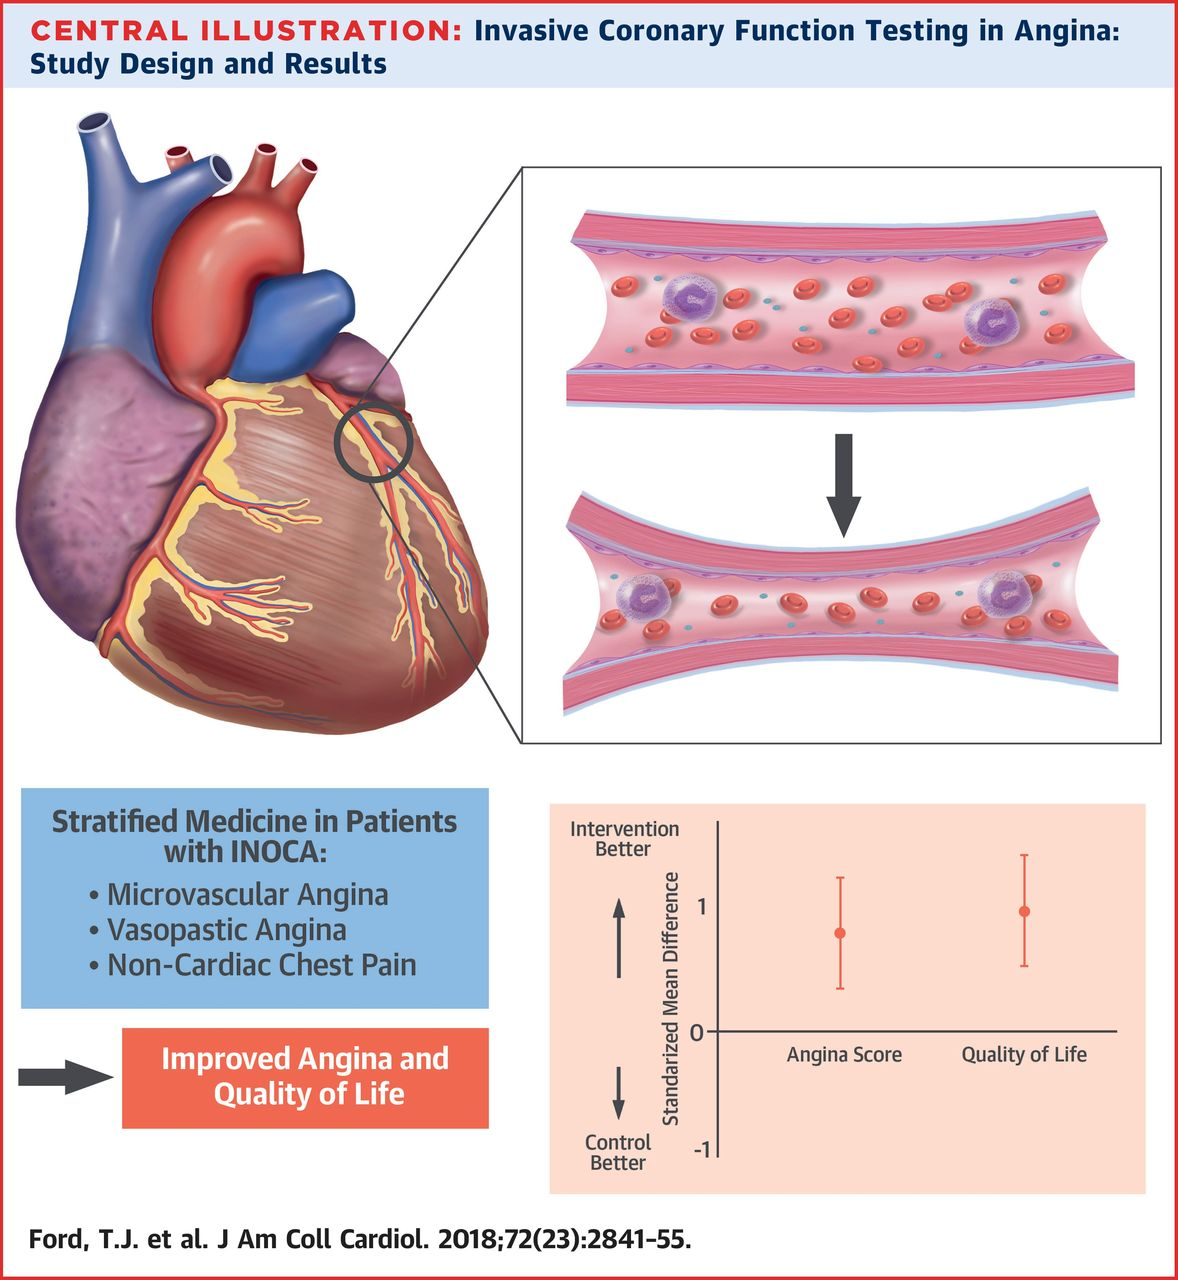 CENTRAL ILLUSTRATION: Invasive Coronary Function Testing in Angina:
Study Design and Results
Stratified Medicine in Patients
with INOCA:
• Microvascular Angina
• Vasopastic Angina
• Non-Cardiac Chest Pain
Improved Angina and
Quality of Life
Intervention
Better
Control
Better
Standarized Mean Difference
1
0
-1
Angina Score
Quality of Life
Ford, T.J. et al. J Am Coll Cardiol. 2018;72(23):2841–55.